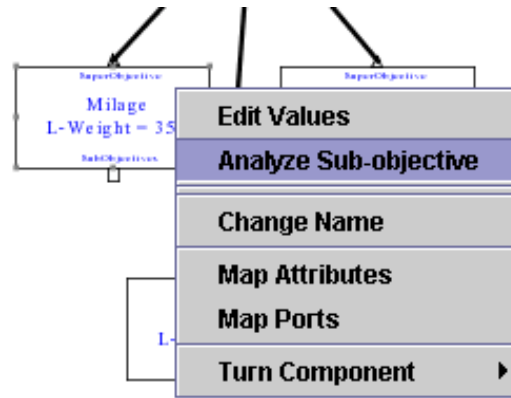 SuperObjective
SuperObjective
Milage
L-Weight = 35
SubObjectives
Edit Values
Analyze Sub-objective
Change Name
Map Attributes
Map Ports
L-
Turn Component